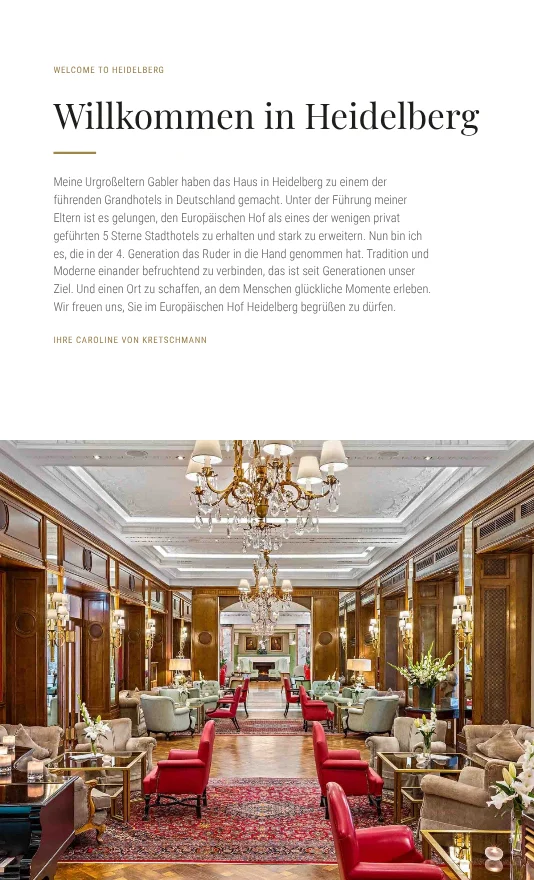 WELCOME TO HEIDELBERG
Willkommen in Heidelberg
Meine Urgroßeltern Gabler haben das Haus in Heidelberg zu einem der
führenden Grandhotels in Deutschland gemacht. Unter der Führung meiner
Eltern ist es gelungen, den Europäischen Hof als eines der wenigen privat
geführten 5 Sterne Stadthotels zu erhalten und stark zu erweitern. Nun bin ich
es, die in der 4. Generation das Ruder in die Hand genommen hat. Tradition und
Moderne einander befruchtend zu verbinden, das ist seit Generationen unser
Ziel. Und einen Ort zu schaffen, an dem Menschen glückliche Momente erleben.
Wir freuen uns, Sie im Europäischen Hof Heidelberg begrüßen zu dürfen.
IHRE CAROLINE VON KRETSCHMANN